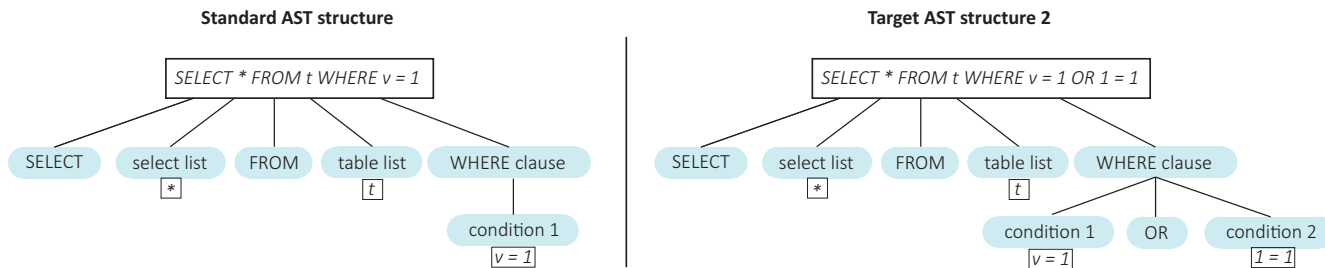 Standard AST structure
SELECT * FROM t WHERE v = 1
SELECT
select list
FROM
table list
WHERE clause
*
t
condition 1
v = 1
Target AST structure 2
SELECT * FROM t WHERE v = 1 OR 1 = 1
SELECT
select list
FROM
table list
WHERE clause
*
t
condition 1
OR
condition 2
v = 1
1 = 1